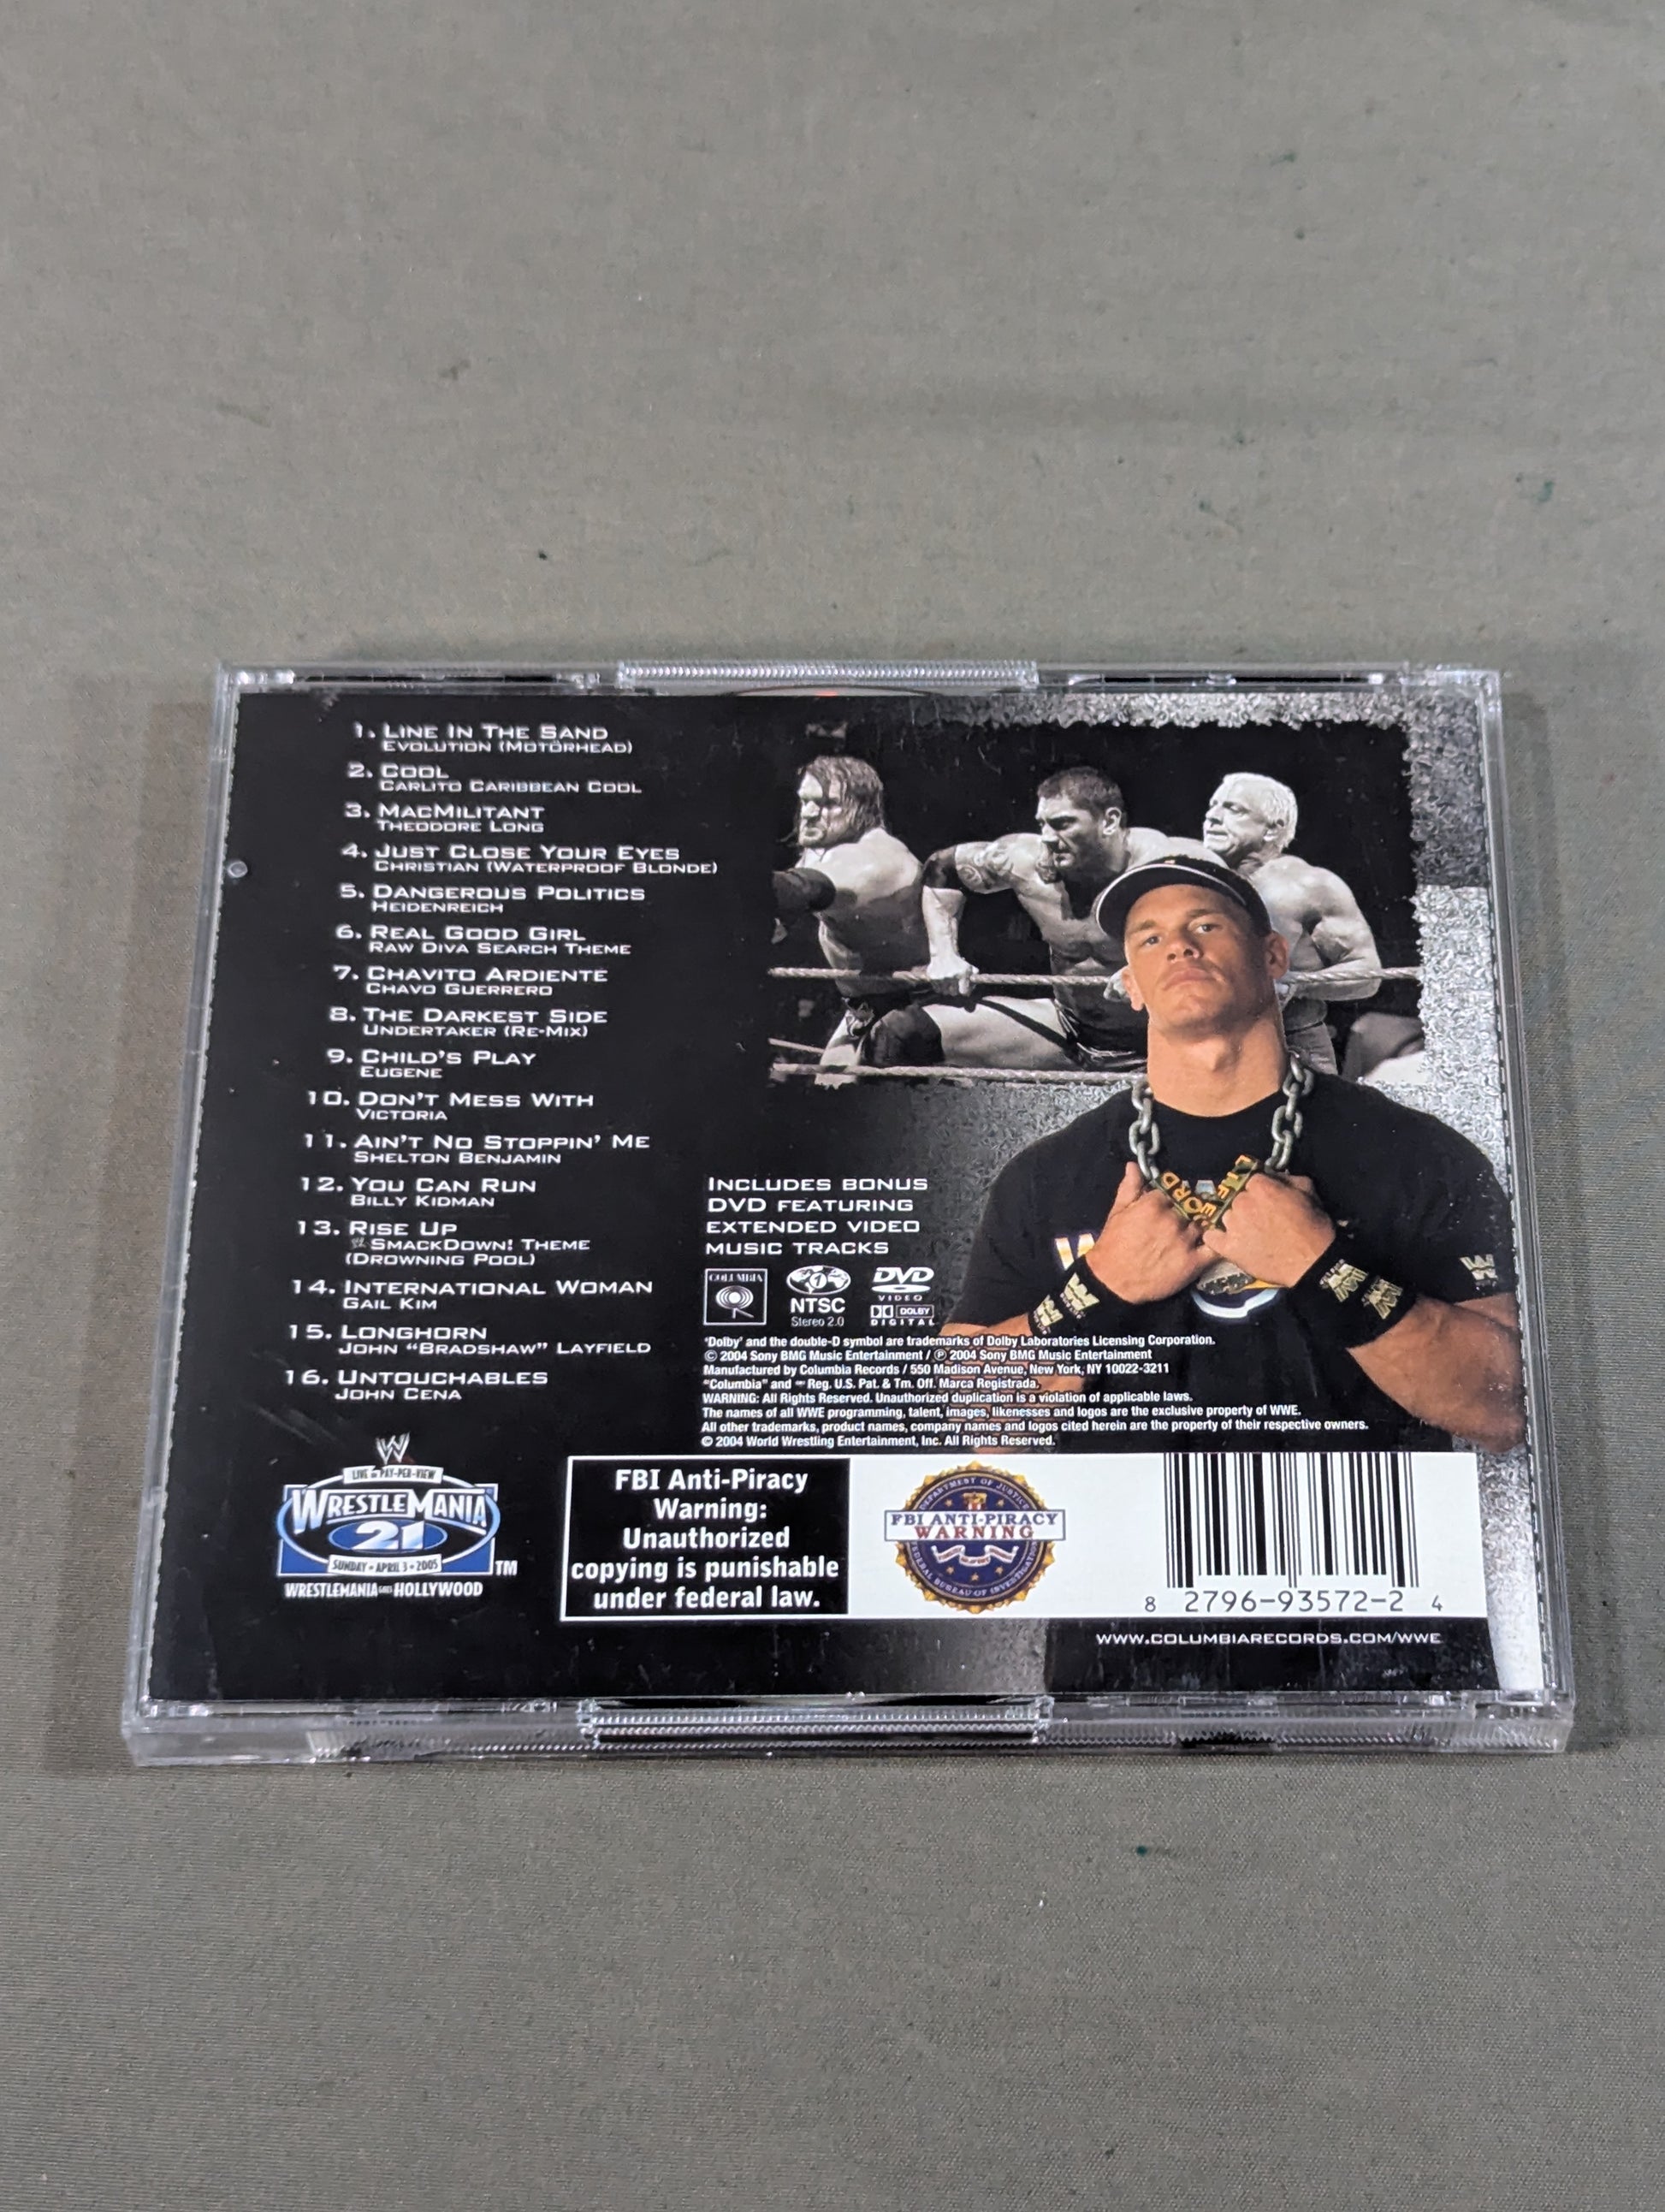 1. Line In The Sand
Evolution (Motörhead)
2. Cool
Carlito Caribbean Cool
3. MacMilitant
Theodore Long
4. Just Close Your Eyes
Christian (Waterproof Blonde)
5. Dangerous Politics
Heidenreich
6. Real Good Girl
Raw Diva Search Theme
7. Chavito Ardiente
Chavo Guerrero
8. The Darkest Side
Undertaker (Re-Mix)
9. Child's Play
Eugene
10. Don't Mess With
Victoria
11. Ain't No Stoppin' Me
Shelton Benjamin
12. You Can Run
Billy Kidman
13. Rise Up
SmackDown! Theme
(Drowning Pool)
14. International Woman
Gail Kim
15. Longhorn
John "Bradshaw" Layfield
16. Untouchables
John Cena
W
LIVE on PAY-PER-VIEW
WRESTLEMANIA
21
SUNDAY • APRIL 3 • 2005
TM
WRESTLEMANIA GOES HOLLYWOOD
INCLUDES BONUS
DVD FEATURING
EXTENDED VIDEO
MUSIC TRACKS
COLUMBIA
1
NTSC
Stereo 2.0
DVD
VIDEO
DOLBY
DIGITAL
'Dolby' and the double-D symbol are trademarks of Dolby Laboratories Licensing Corporation.
© 2004 Sony BMG Music Entertainment / ℗ 2004 Sony BMG Music Entertainment
Manufactured by Columbia Records / 550 Madison Avenue, New York, NY 10022-3211
"Columbia" and Reg. U.S. Pat. & Tm. Off. Marca Registrada.
WARNING: All Rights Reserved. Unauthorized duplication is a violation of applicable laws.
The names of all WWE programming, talent, images, likenesses and logos are the exclusive property of WWE.
All other trademarks, product names, company names and logos cited herein are the property of their respective owners.
© 2004 World Wrestling Entertainment, Inc. All Rights Reserved.
FBI Anti-Piracy
Warning:
Unauthorized
copying is punishable
under federal law.
DEPARTMENT OF JUSTICE
FBI ANTI-PIRACY
WARNING
FEDERAL BUREAU OF INVESTIGATION
8 2796-93572-2 4
WWW.COLUMBIARECORDS.COM/WWE